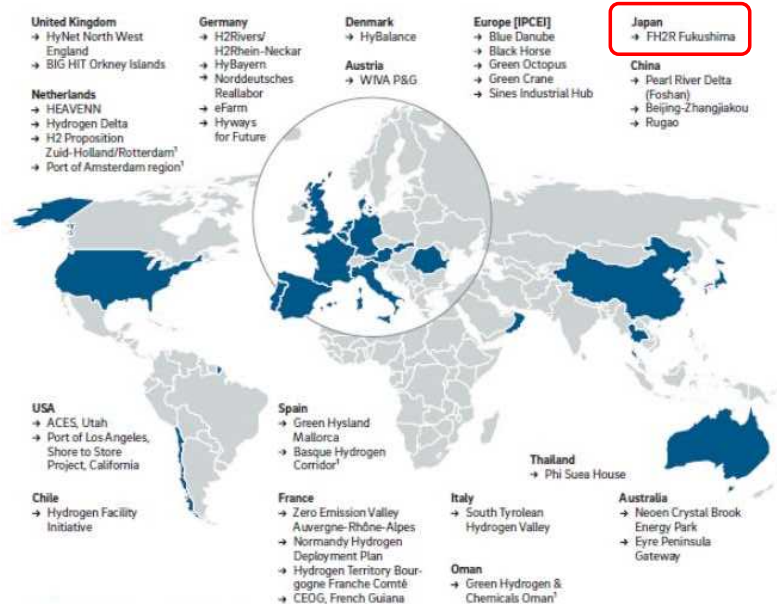 United Kingdom
→ HyNet North West
England
→ BIG HIT Orkney Islands
Netherlands
→ HEAVENN
→ Hydrogen Delta
→ H2 Proposition
Zuid-Holland/Rotterdam¹
→ Port of Amsterdam region¹
Germany
→ H2Rivers/
H2Rhein-Neckar
→ HyBayern
→ Norddeutsches
Reallabor
→ eFarm
→ Hyways
for Future
Denmark
→ HyBalance
Austria
→ WIVA P&G
Europe [IPCEI]
→ Blue Danube
→ Black Horse
→ Green Octopus
→ Green Crane
→ Sines Industrial Hub
Japan
→ FH2R Fukushima
China
→ Pearl River Delta
(Foshan)
→ Beijing-Zhangjiakou
→ Rugao
USA
→ ACES, Utah
→ Port of Los Angeles,
Shore to Store
Project, California
Chile
→ Hydrogen Facility
Initiative
Spain
→ Green Hysland
Mallorca
→ Basque Hydrogen
Corridor¹
France
→ Zero Emission Valley
Auvergne-Rhône-Alpes
→ Normandy Hydrogen
Deployment Plan
→ Hydrogen Territory Bour-
gogne Franche Comté
→ CEOG, French Guiana
Italy
→ South Tyrolean
Hydrogen Valley
Oman
→ Green Hydrogen &
Chemicals Oman¹
Thailand
→ Phi Suea House
Australia
→ Neoen Crystal Brook
Energy Park
→ Eyre Peninsula
Gateway